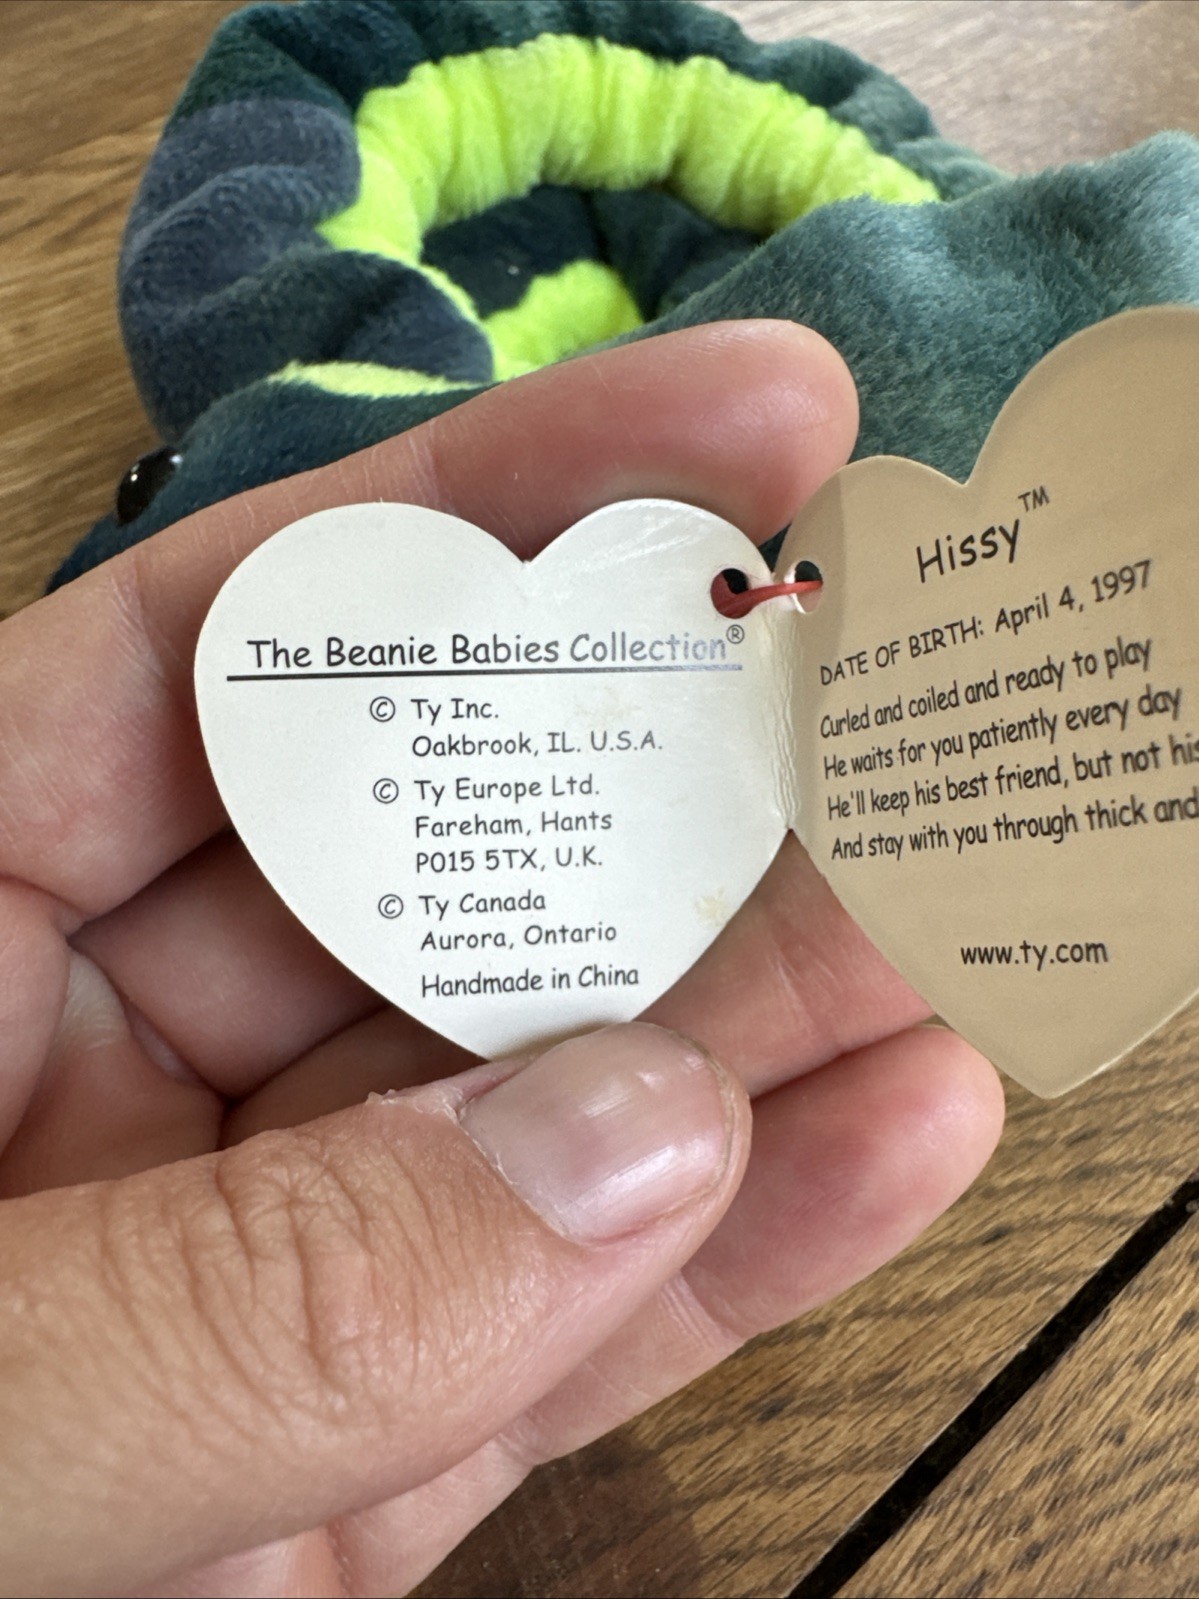 The Beanie Babies Collection®
© Ty Inc.
Oakbrook, IL. U.S.A.
© Ty Europe Ltd.
Fareham, Hants
P015 5TX, U.K.
© Ty Canada
Aurora, Ontario
Handmade in China
Hissy™
DATE OF BIRTH: April 4, 1997
Curled and coiled and ready to play
He waits for you patiently every day
He'll keep his best friend, but not his
And stay with you through thick and
www.ty.com